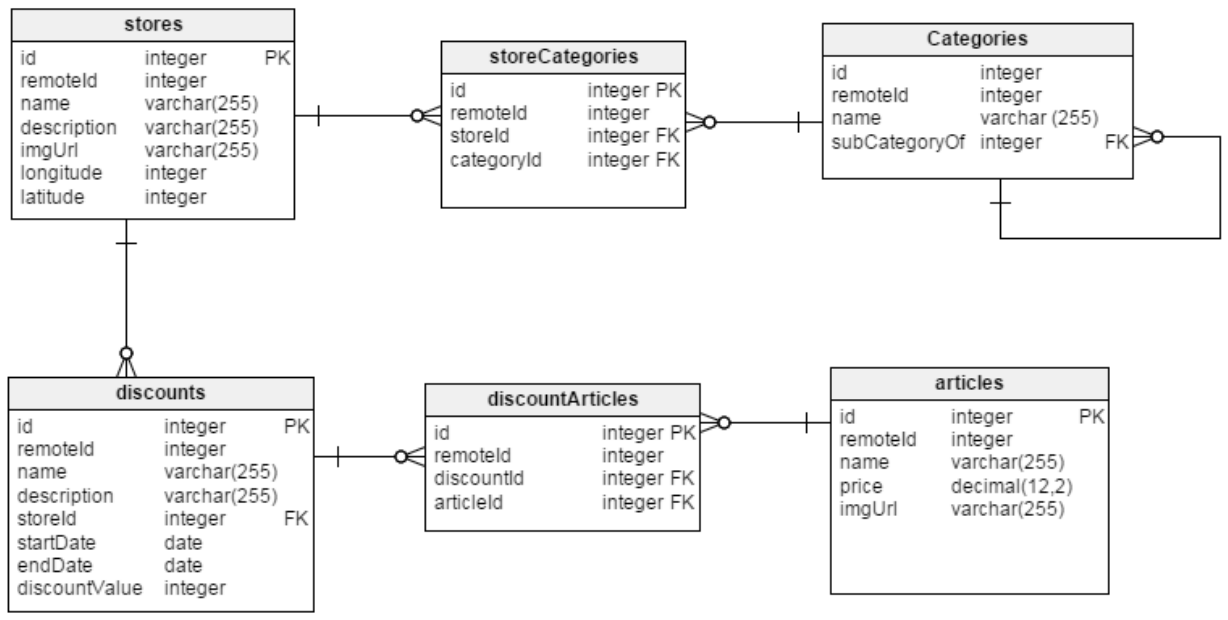 stores
id integer PK
remoteId integer
name varchar(255)
description varchar(255)
imgUrl varchar(255)
longitude integer
latitude integer
storeCategories
id integer PK
remoteId integer
storeId integer FK
categoryId integer FK
Categories
id integer
remoteId integer
name varchar (255)
subCategoryOf integer FK
discounts
id integer PK
remoteId integer
name varchar(255)
description varchar(255)
storeId integer FK
startDate date
endDate date
discountValue integer
discountArticles
id integer PK
remoteId integer
discountId integer FK
articleId integer FK
articles
id integer PK
remoteId integer
name varchar(255)
price decimal(12,2)
imgUrl varchar(255)